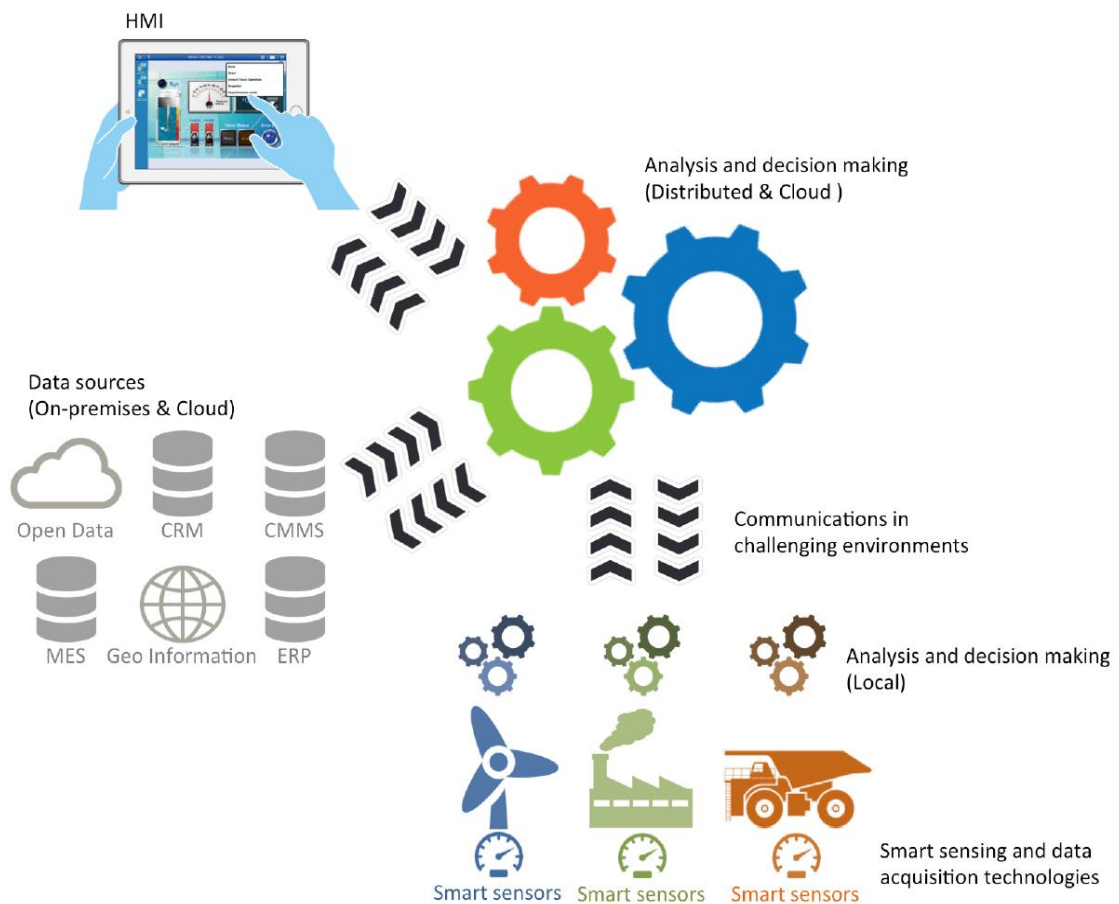 HMI
Analysis and decision making
(Distributed & Cloud )
Data sources
(On-premises & Cloud)
Open Data
CRM
CMMS
MES
Geo Information
ERP
Communications in
challenging environments
Analysis and decision making
(Local)
Smart sensors
Smart sensors
Smart sensors
Smart sensing and data
acquisition technologies